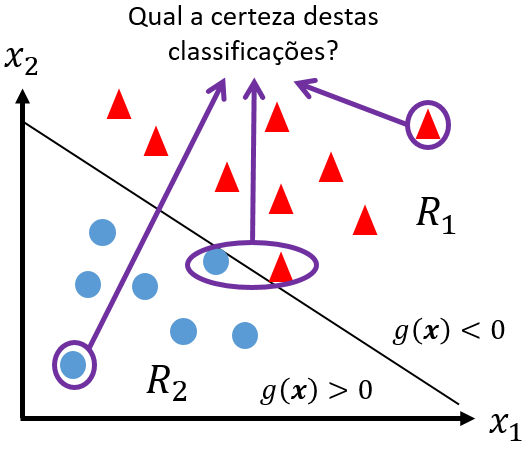 Qual a certeza destas
classificações?
x₂
R₁
g(x) < 0
R₂
g(x) > 0
x₁